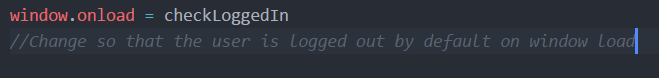 window.onload = checkLoggedIn
//Change so that the user is logged out by default on window load